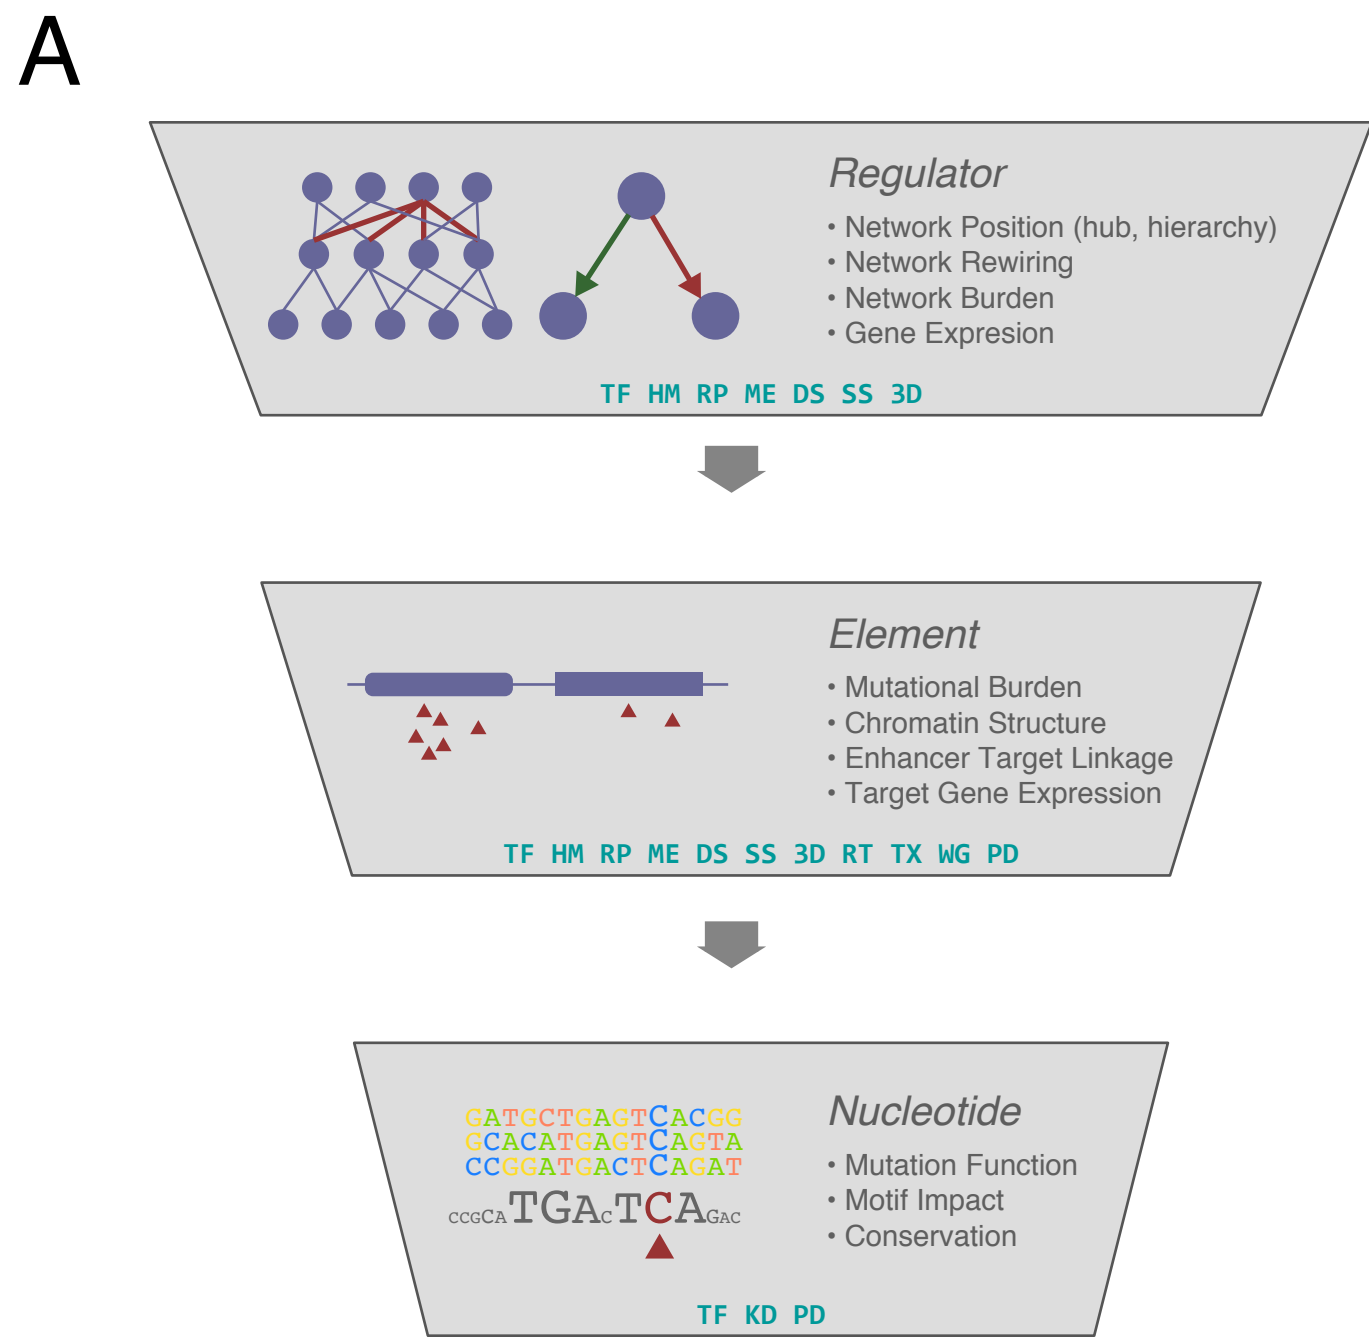 A
Regulator
• Network Position (hub, hierarchy)
• Network Rewiring
• Network Burden
• Gene Expresion
TF HM RP ME DS SS 3D
Element
• Mutational Burden
• Chromatin Structure
• Enhancer Target Linkage
• Target Gene Expression
TF HM RP ME DS SS 3D RT TX WG PD
Nucleotide
• Mutation Function
• Motif Impact
• Conservation
GATGCTGAGTCACGG
GCACATGAGTCAGTA
CCGGATGACTCAGAT
CCGCATGACTCAGAC
TF KD PD